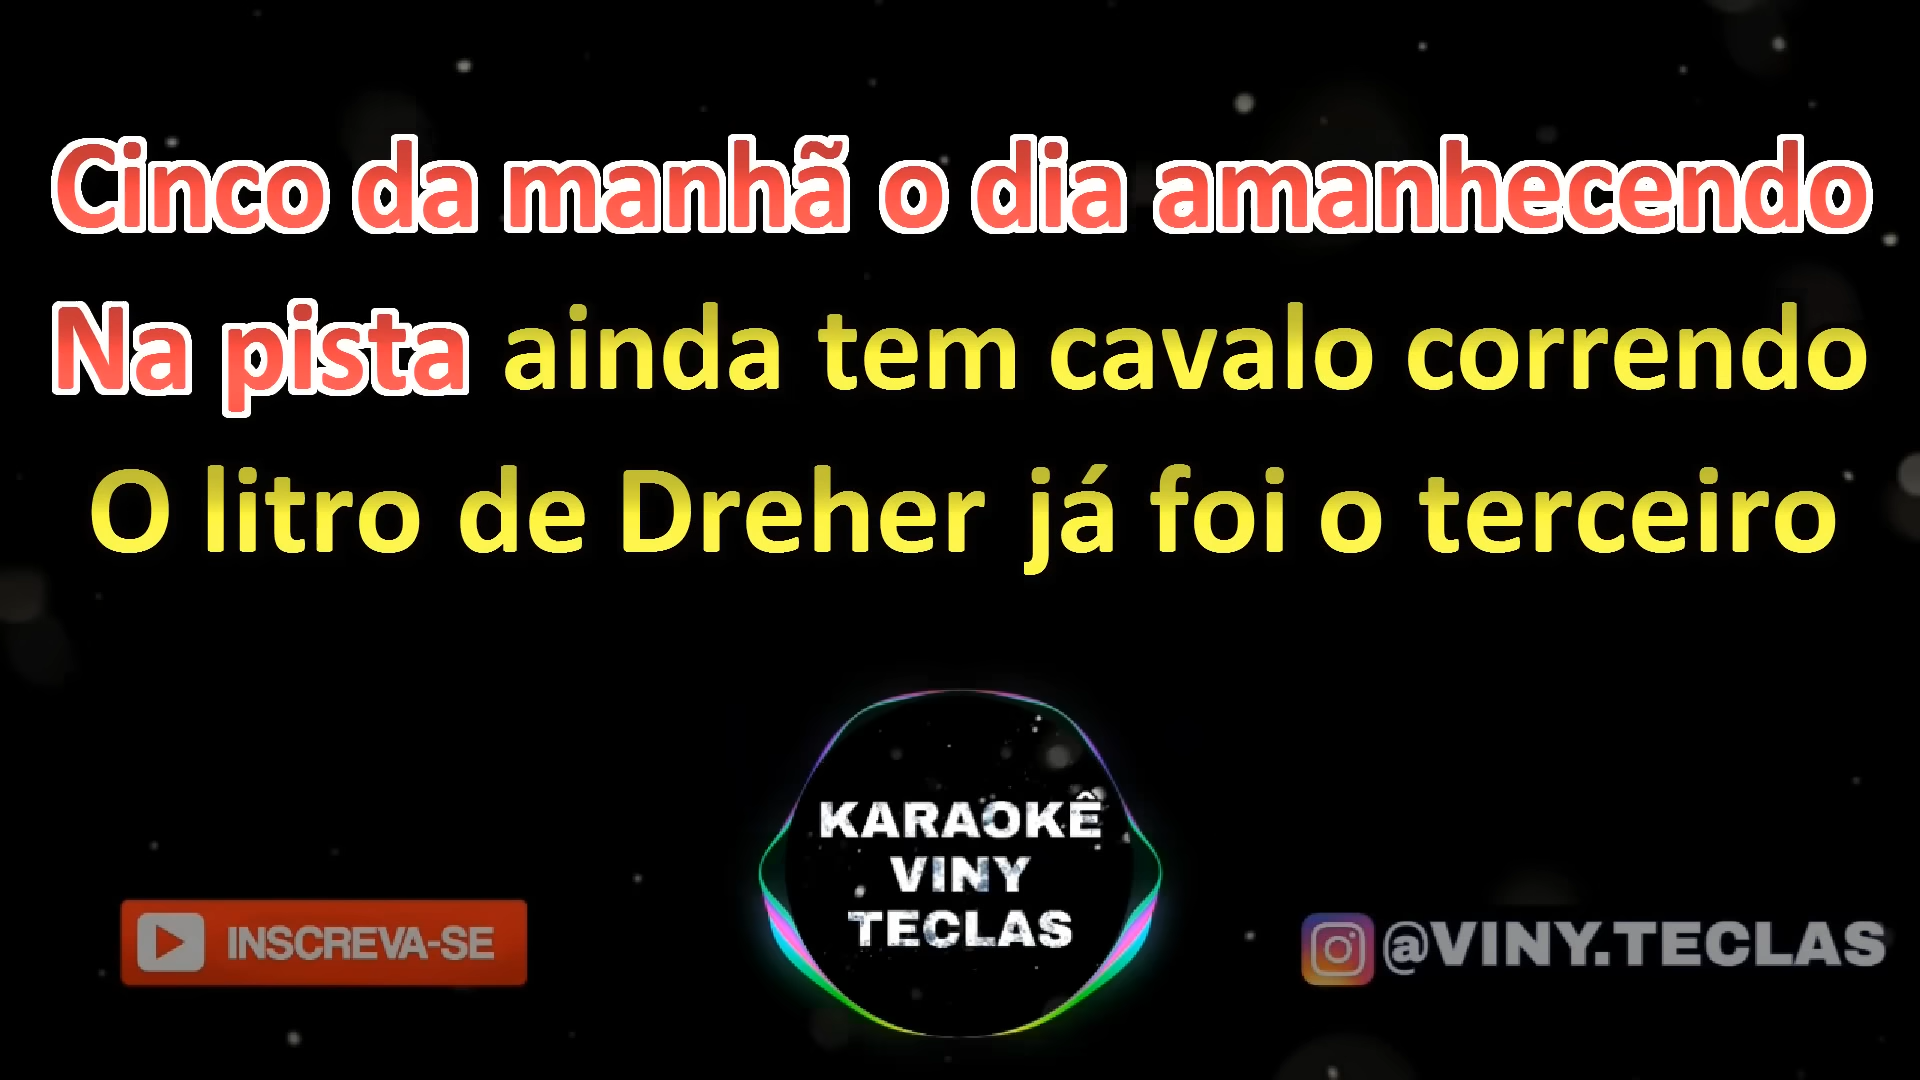 Cinco da manhã o dia amanhecendo
Na pista ainda tem cavalo correndo
O litro de Dreher já foi o terceiro
KARAOKÊ
VINY
TECLAS
INSCREVA-SE
@VINY.TECLAS